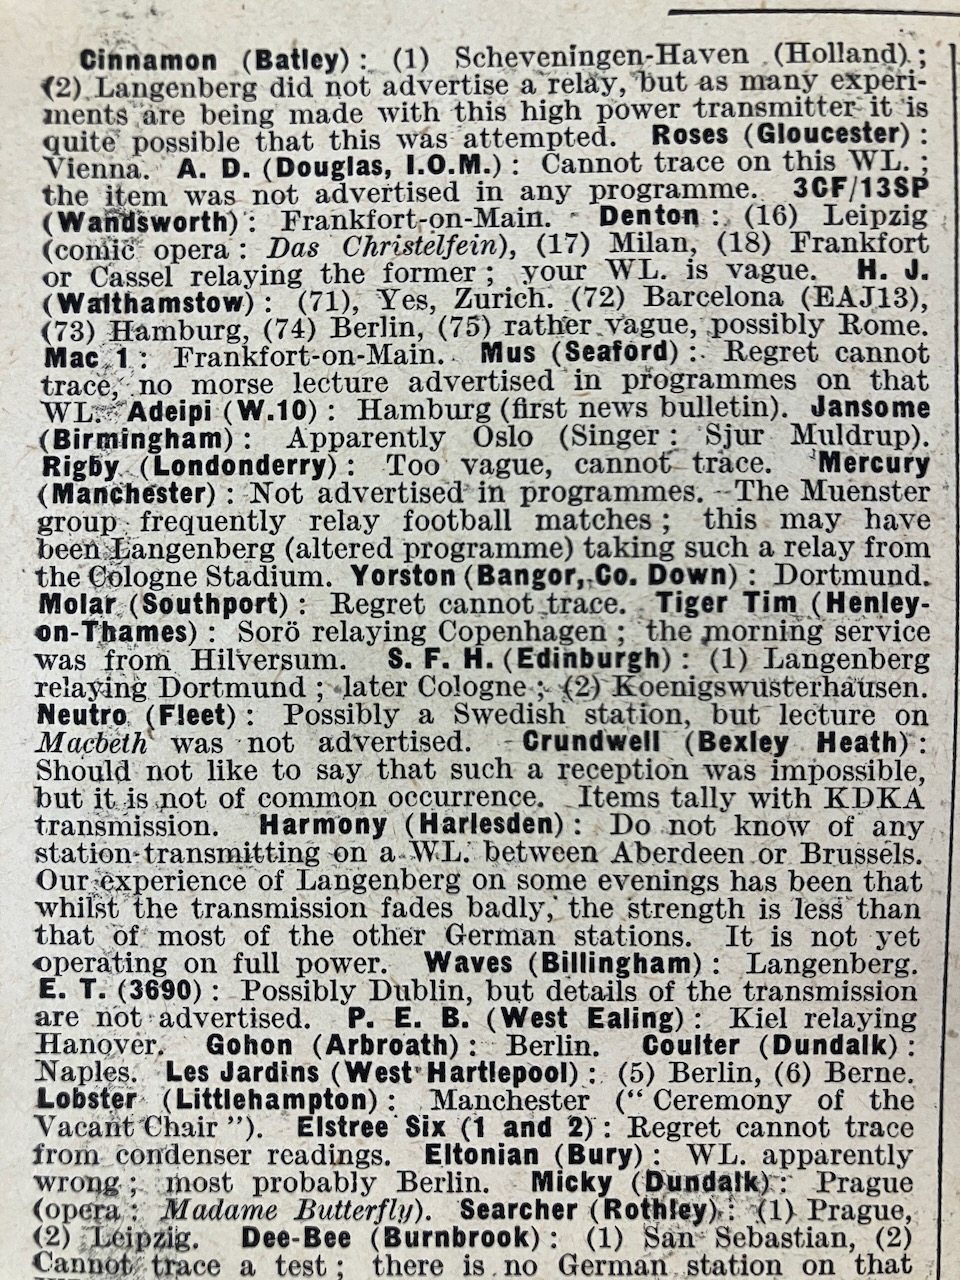 Cinnamon (Batley): (1) Scheveningen-Haven (Holland);
(2) Langenberg did not advertise a relay, but as many experi-
ments are being made with this high power transmitter it is
quite possible that this was attempted. Roses (Gloucester):
Vienna. A. D. (Douglas, I.O.M.): Cannot trace on this WL.;
the item was not advertised in any programme. 3CF/13SP
(Wandsworth): Frankfort-on-Main. Denton: (16) Leipzig
(comic opera: Das Christelfein), (17) Milan, (18) Frankfort
or Cassel relaying the former; your WL. is vague. H. J.
(Walthamstow): (71), Yes, Zurich. (72) Barcelona (EAJ13),
(73) Hamburg, (74) Berlin, (75) rather vague, possibly Rome.
Mac 1: Frankfort-on-Main. Mus (Seaford): Regret cannot
trace, no morse lecture advertised in programmes on that
WL. Adeipi (W.10): Hamburg (first news bulletin). Jansome
(Birmingham): Apparently Oslo (Singer: Sjur Muldrup).
Rigby (Londonderry): Too vague, cannot trace. Mercury
(Manchester): Not advertised in programmes. The Muenster
group frequently relay football matches; this may have
been Langenberg (altered programme) taking such a relay from
the Cologne Stadium. Yorston (Bangor, Co. Down): Dortmund.
Molar (Southport): Regret cannot trace. Tiger Tim (Henley-
on-Thames): Sorö relaying Copenhagen; the morning service
was from Hilversum. S. F. H. (Edinburgh): (1) Langenberg
relaying Dortmund; later Cologne; (2) Koenigswusterhausen.
Neutro (Fleet): Possibly a Swedish station, but lecture on
Macbeth was not advertised. Crundwell (Bexley Heath):
Should not like to say that such a reception was impossible,
but it is not of common occurrence. Items tally with KDKA
transmission. Harmony (Harlesden): Do not know of any
station transmitting on a WL. between Aberdeen or Brussels.
Our experience of Langenberg on some evenings has been that
whilst the transmission fades badly, the strength is less than
that of most of the other German stations. It is not yet
operating on full power. Waves (Billingham): Langenberg.
E. T. (3690): Possibly Dublin, but details of the transmission
are not advertised. P. E. B. (West Ealing): Kiel relaying
Hanover. Gohon (Arbroath): Berlin. Coulter (Dundalk):
Naples. Les Jardins (West Hartlepool): (5) Berlin, (6) Berne.
Lobster (Littlehampton): Manchester (“Ceremony of the
Vacant Chair”). Elstree Six (1 and 2): Regret cannot trace
from condenser readings. Eltonian (Bury): WL. apparently
wrong; most probably Berlin. Micky (Dundalk): Prague
(opera: Madame Butterfly). Searcher (Rothley): (1) Prague,
(2) Leipzig. Dee-Bee (Burnbrook): (1) San Sebastian, (2)
Cannot trace a test; there is no German station on that